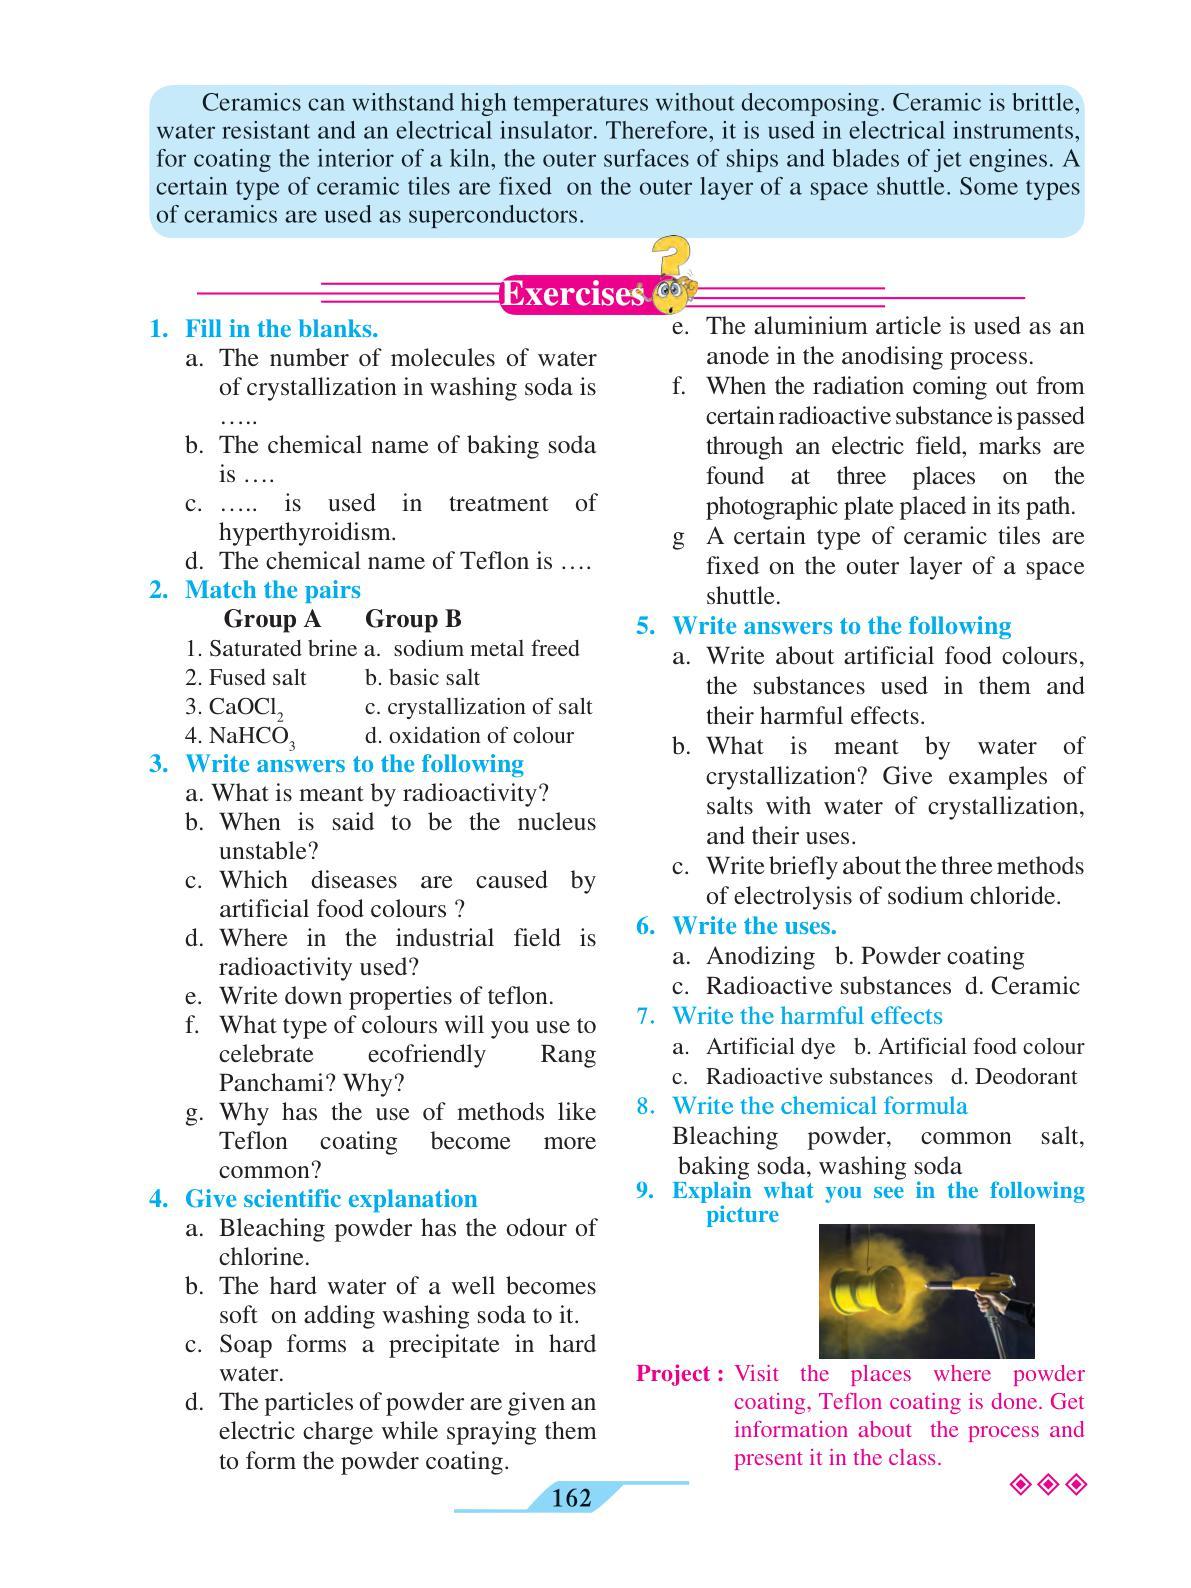 Ceramics can withstand high temperatures without decomposing. Ceramic is brittle,
water resistant and an electrical insulator. Therefore, it is used in electrical instruments,
for coating the interior of a kiln, the outer surfaces of ships and blades of jet engines. A
certain type of ceramic tiles are fixed on the outer layer of a space shuttle. Some types
of ceramics are used as superconductors.
Exercises
1. Fill in the blanks.
a. The number of molecules of water
of crystallization in washing soda is
.....
b. The chemical name of baking soda
is ....
c. ..... is used in treatment of
hyperthyroidism.
d. The chemical name of Teflon is ....
2. Match the pairs
Group A Group B
1. Saturated brine a. sodium metal freed
2. Fused salt b. basic salt
3. CaOCl₂ c. crystallization of salt
4. NaHCO₃ d. oxidation of colour
3. Write answers to the following
a. What is meant by radioactivity?
b. When is said to be the nucleus
unstable?
c. Which diseases are caused by
artificial food colours ?
d. Where in the industrial field is
radioactivity used?
e. Write down properties of teflon.
f. What type of colours will you use to
celebrate ecofriendly Rang
Panchami? Why?
g. Why has the use of methods like
Teflon coating become more
common?
4. Give scientific explanation
a. Bleaching powder has the odour of
chlorine.
b. The hard water of a well becomes
soft on adding washing soda to it.
c. Soap forms a precipitate in hard
water.
d. The particles of powder are given an
electric charge while spraying them
to form the powder coating.
e. The aluminium article is used as an
anode in the anodising process.
f. When the radiation coming out from
certain radioactive substance is passed
through an electric field, marks are
found at three places on the
photographic plate placed in its path.
g A certain type of ceramic tiles are
fixed on the outer layer of a space
shuttle.
5. Write answers to the following
a. Write about artificial food colours,
the substances used in them and
their harmful effects.
b. What is meant by water of
crystallization? Give examples of
salts with water of crystallization,
and their uses.
c. Write briefly about the three methods
of electrolysis of sodium chloride.
6. Write the uses.
a. Anodizing b. Powder coating
c. Radioactive substances d. Ceramic
7. Write the harmful effects
a. Artificial dye b. Artificial food colour
c. Radioactive substances d. Deodorant
8. Write the chemical formula
Bleaching powder, common salt,
baking soda, washing soda
9. Explain what you see in the following
picture
Project : Visit the places where powder
coating, Teflon coating is done. Get
information about the process and
present it in the class.
162